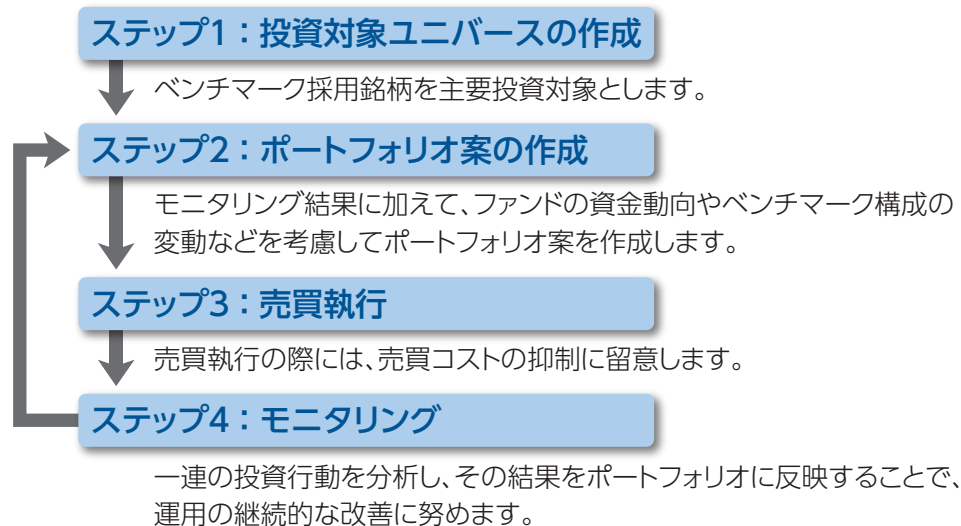 ステップ1：投資対象ユニバースの作成
ベンチマーク採用銘柄を主要投資対象とします。
ステップ2：ポートフォリオ案の作成
モニタリング結果に加えて、ファンドの資金動向やベンチマーク構成の
変動などを考慮してポートフォリオ案を作成します。
ステップ3：売買執行
売買執行の際には、売買コストの抑制に留意します。
ステップ4：モニタリング
一連の投資行動を分析し、その結果をポートフォリオに反映することで、
運用の継続的な改善に努めます。